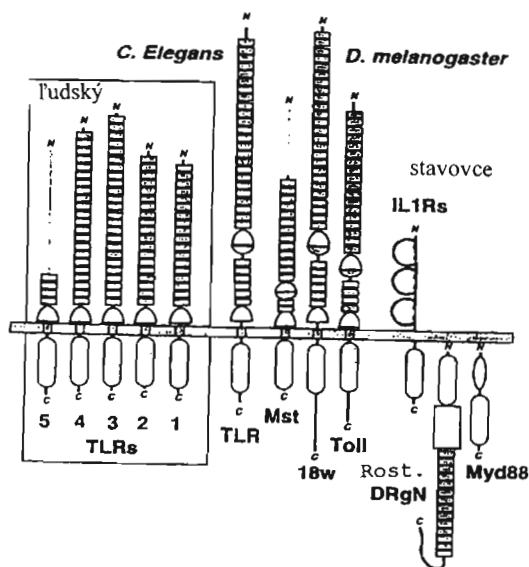 C. Elegans
D. melanogaster
ľudský
stavovce
IL1Rs
N N N N N
N N N N
N
N N
C C C C C
5 4 3 2 1
TLRs
C
TLR
C
Mst
C
18w
C
Toll
C
Rost.
DRgN
C
C
Myd88